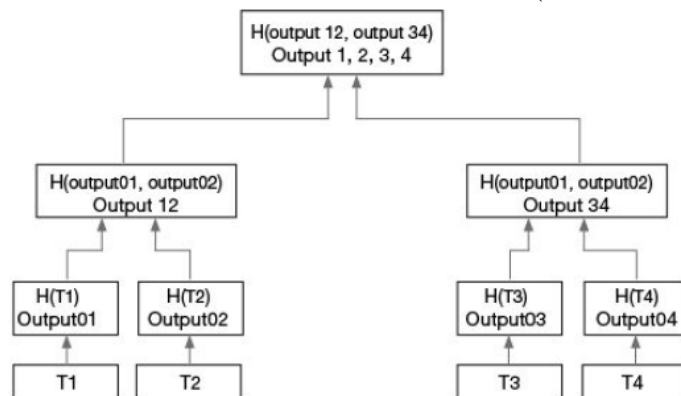 H(output 12, output 34)
Output 1, 2, 3, 4
H(output01, output02)
Output 12
H(output01, output02)
Output 34
H(T1)
Output01
H(T2)
Output02
H(T3)
Output03
H(T4)
Output04
T1
T2
T3
T4